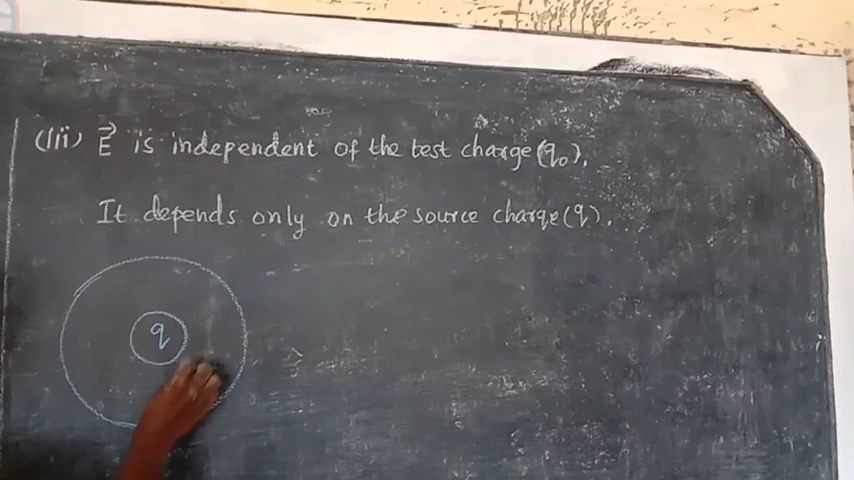 (iii) E⃗ is independent of the test charge (q₀).
It depends only on the source charge (q).
q